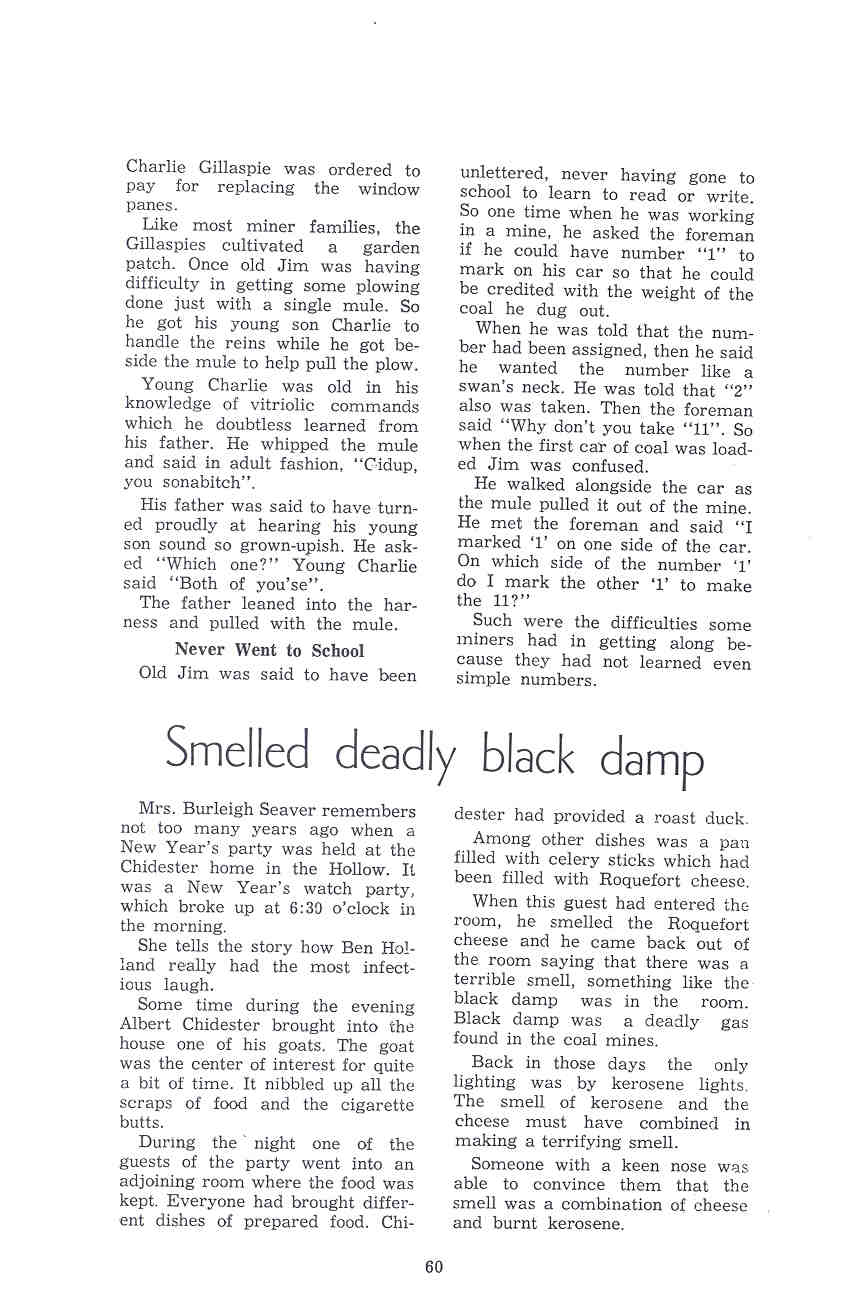 Charlie Gillaspie was ordered to
pay for replacing the window
panes.
Like most miner families, the
Gillaspies cultivated a garden
patch. Once old Jim was having
difficulty in getting some plowing
done just with a single mule. So
he got his young son Charlie to
handle the reins while he got be-
side the mule to help pull the plow.
Young Charlie was old in his
knowledge of vitriolic commands
which he doubtless learned from
his father. He whipped the mule
and said in adult fashion, "Gidup,
you sonabitch".
His father was said to have turn-
ed proudly at hearing his young
son sound so grown-upish. He ask-
ed "Which one?" Young Charlie
said "Both of you'se".
The father leaned into the har-
ness and pulled with the mule.
Never Went to School
Old Jim was said to have been
unlettered, never having gone to
school to learn to read or write.
So one time when he was working
in a mine, he asked the foreman
if he could have number "1" to
mark on his car so that he could
be credited with the weight of the
coal he dug out.
When he was told that the num-
ber had been assigned, then he said
he wanted the number like a
swan's neck. He was told that "2"
also was taken. Then the foreman
said "Why don't you take "11". So
when the first car of coal was load-
ed Jim was confused.
He walked alongside the car as
the mule pulled it out of the mine.
He met the foreman and said "I
marked '1' on one side of the car.
On which side of the number '1'
do I mark the other '1' to make
the 11?"
Such were the difficulties some
miners had in getting along be-
cause they had not learned even
simple numbers.
Smelled deadly black damp
Mrs. Burleigh Seaver remembers
not too many years ago when a
New Year's party was held at the
Chidester home in the Hollow. It
was a New Year's watch party,
which broke up at 6:30 o'clock in
the morning.
She tells the story how Ben Hol-
land really had the most infect-
ious laugh.
Some time during the evening
Albert Chidester brought into the
house one of his goats. The goat
was the center of interest for quite
a bit of time. It nibbled up all the
scraps of food and the cigarette
butts.
During the night one of the
guests of the party went into an
adjoining room where the food was
kept. Everyone had brought differ-
ent dishes of prepared food. Chi-
dester had provided a roast duck.
Among other dishes was a pan
filled with celery sticks which had
been filled with Roquefort cheese.
When this guest had entered the
room, he smelled the Roquefort
cheese and he came back out of
the room saying that there was a
terrible smell, something like the
black damp was in the room.
Black damp was a deadly gas
found in the coal mines.
Back in those days the only
lighting was by kerosene lights.
The smell of kerosene and the
cheese must have combined in
making a terrifying smell.
Someone with a keen nose was
able to convince them that the
smell was a combination of cheese
and burnt kerosene.
60